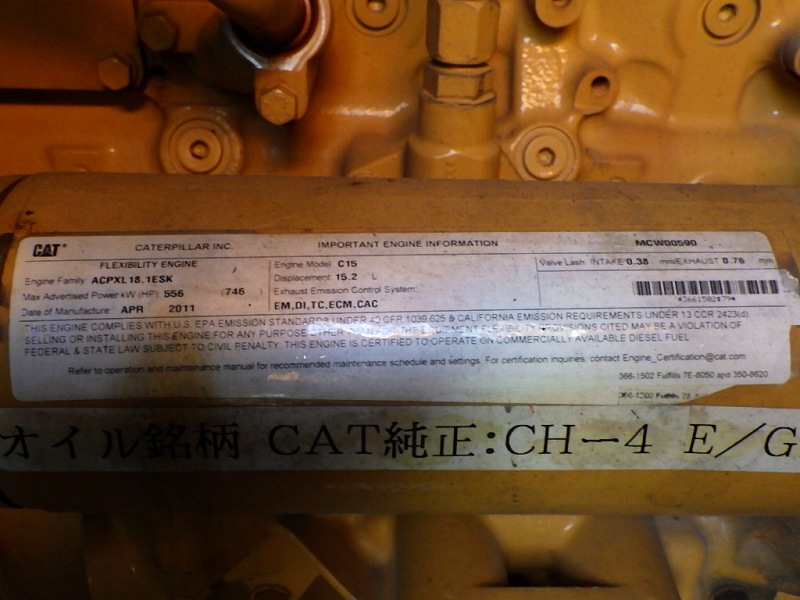 CAT CATERPILLAR INC. IMPORTANT ENGINE INFORMATION MCW00590
FLEXIBILITY ENGINE
Engine Family ACPXL18.1ESK
Max Advertised Power kW (HP) 556 746
Date of Manufacture APR 2011
Engine Model C15
Displacement 15.2 L
Exhaust Emission Control System:
EM,DI,TC,ECM,CAC
Valve Lash INTAKE 0.38 mm/EXHAUST 0.76 mm
*3661502179*
THIS ENGINE COMPLIES WITH U.S. EPA EMISSION STANDARDS UNDER 40 CFR 1039.625 & CALIFORNIA EMISSION REQUIREMENTS UNDER 13 CCR 2423(d)
SELLING OR INSTALLING THIS ENGINE FOR ANY PURPOSE OTHER THAN FOR THE EQUIPMENT FLEXIBILITY PROVISIONS CITED MAY BE A VIOLATION OF
FEDERAL & STATE LAW SUBJECT TO CIVIL PENALTY. THIS ENGINE IS CERTIFIED TO OPERATE ON COMMERCIALLY AVAILABLE DIESEL FUEL
Refer to operation and maintenance manual for recommended maintenance schedule and settings. For certification inquiries, contact Engine_Certification@cat.com
366-1502 Fulfills 7E-8050 and 350-8620
366-1502 Fulfills 7E
オイル銘柄 CAT純正:CH-4 E/G